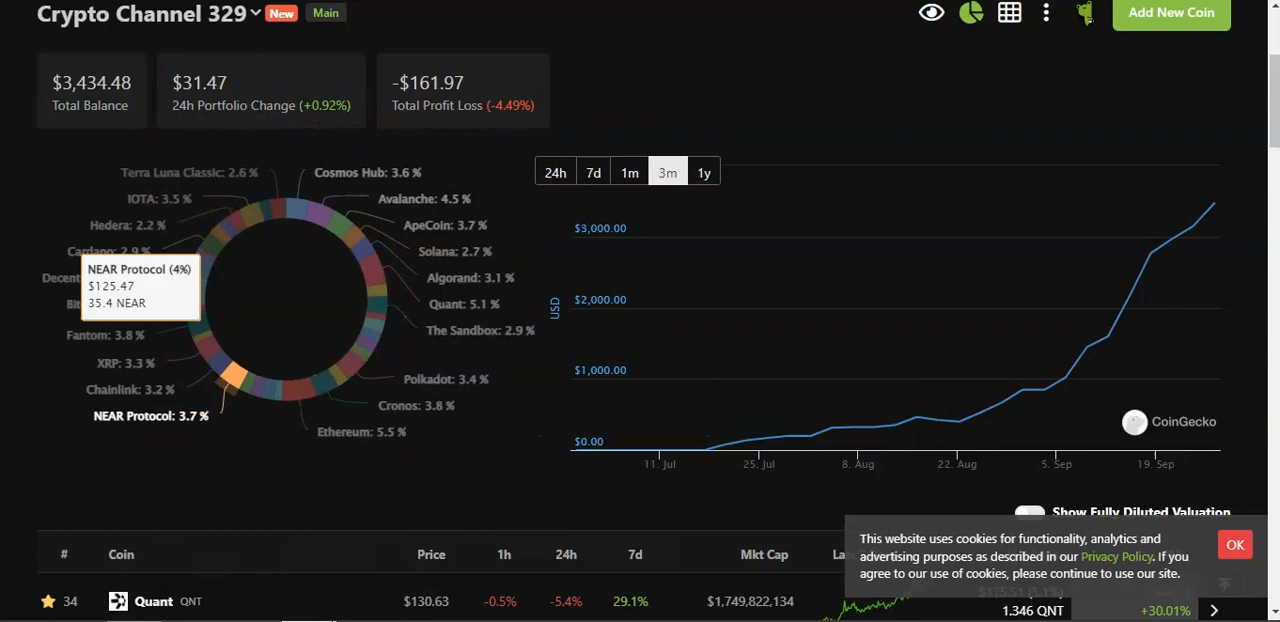 Crypto Channel 329 New Main
Add New Coin
$3,434.48
Total Balance
$31.47
24h Portfolio Change (+0.92%)
-$161.97
Total Profit Loss (-4.49%)
Terra Luna Classic: 2.6 %
Cosmos Hub: 3.6 %
IOTA: 3.5 %
Avalanche: 4.5 %
Hedera: 2.2 %
ApeCoin: 3.7 %
Cardano: 2.9 %
Solana: 2.7 %
Decent
Algorand: 3.1 %
Bit
Quant: 5.1 %
Fantom: 3.8 %
The Sandbox: 2.9 %
XRP: 3.3 %
Polkadot: 3.4 %
Chainlink: 3.2 %
Cronos: 3.8 %
NEAR Protocol: 3.7 %
Ethereum: 5.5 %
NEAR Protocol (4%)
$125.47
35.4 NEAR
24h 7d 1m 3m 1y
$3,000.00
$2,000.00
$1,000.00
$0.00
USD
11. Jul 25. Jul 8. Aug 22. Aug 5. Sep 19. Sep
CoinGecko
Show Fully Diluted Valuation
# Coin Price 1h 24h 7d Mkt Cap La
34 Quant QNT $130.63 -0.5% -5.4% 29.1% $1,749,822,134
1.346 QNT +30.01%
This website uses cookies for functionality, analytics and
advertising purposes as described in our Privacy Policy. If you
agree to our use of cookies, please continue to use our site.
OK